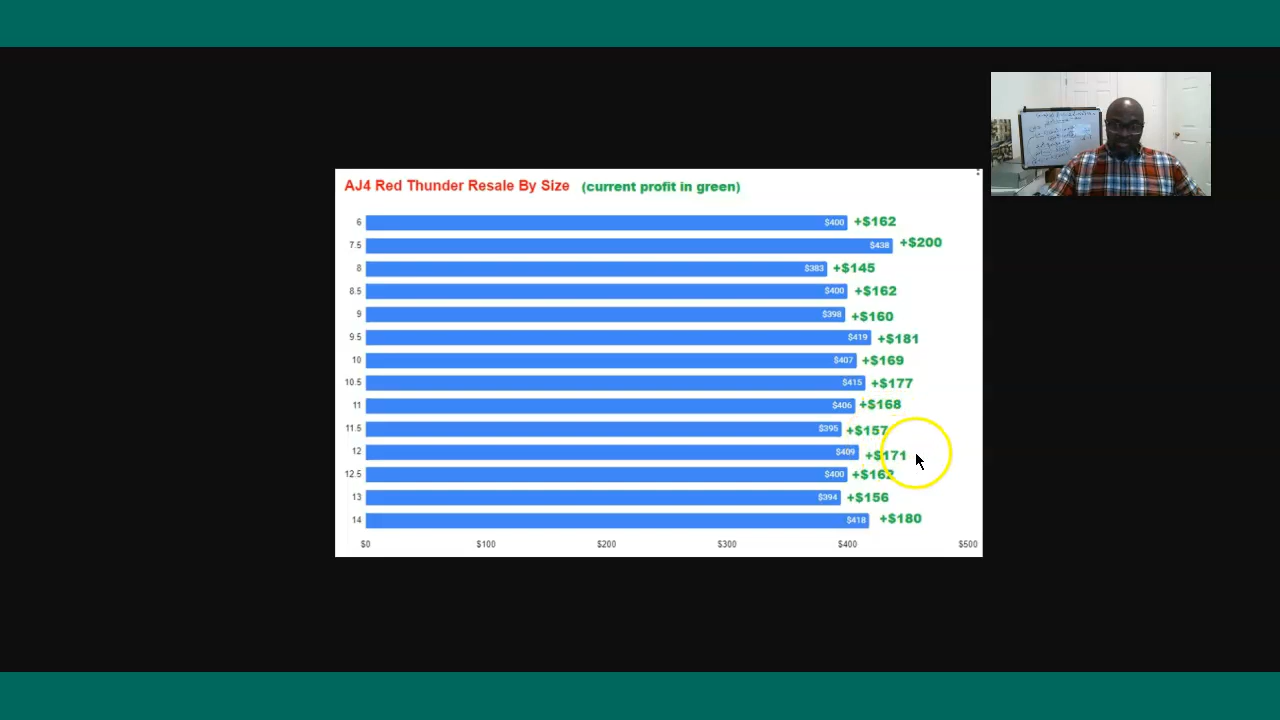 AJ4 Red Thunder Resale By Size (current profit in green)
6 $400 +$162
7.5 $438 +$200
8 $383 +$145
8.5 $400 +$162
9 $398 +$160
9.5 $419 +$181
10 $407 +$169
10.5 $415 +$177
11 $406 +$168
11.5 $395 +$157
12 $409 +$171
12.5 $400 +$162
13 $394 +$156
14 $418 +$180
$0 $100 $200 $300 $400 $500